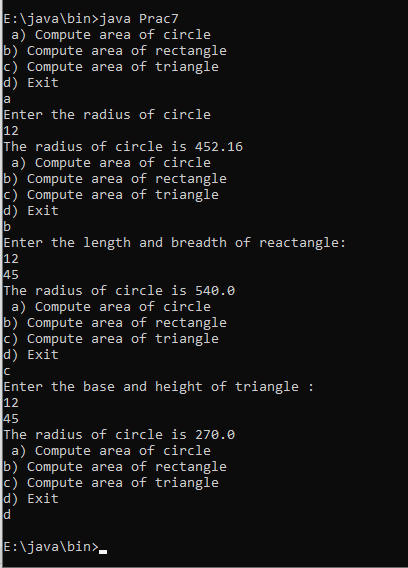 E:\java\bin>java Prac7
 a) Compute area of circle
b) Compute area of rectangle
c) Compute area of triangle
d) Exit
a
Enter the radius of circle
12
The radius of circle is 452.16
 a) Compute area of circle
b) Compute area of rectangle
c) Compute area of triangle
d) Exit
b
Enter the length and breadth of reactangle:
12
45
The radius of circle is 540.0
 a) Compute area of circle
b) Compute area of rectangle
c) Compute area of triangle
d) Exit
c
Enter the base and height of triangle :
12
45
The radius of circle is 270.0
 a) Compute area of circle
b) Compute area of rectangle
c) Compute area of triangle
d) Exit
d
E:\java\bin>